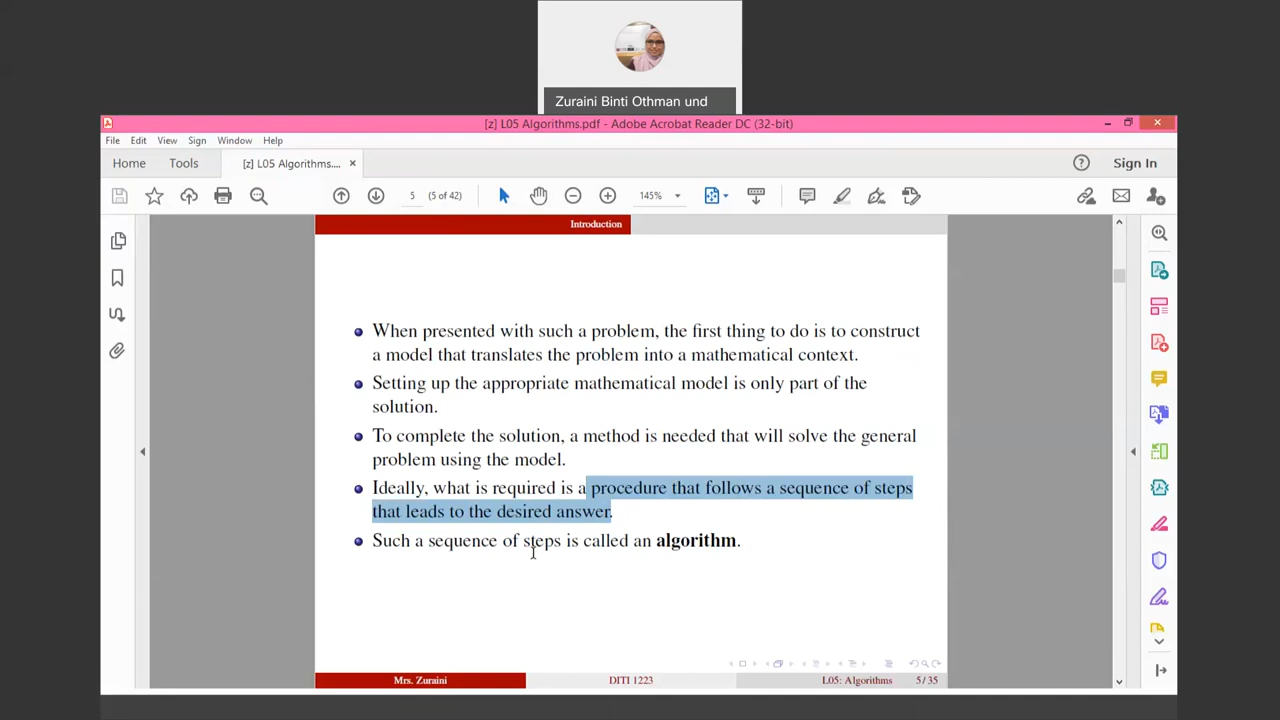 Zuraini Binti Othman und
[z] L05 Algorithms.pdf - Adobe Acrobat Reader DC (32-bit)
File Edit View Sign Window Help
Home Tools [z] L05 Algorithms.... × Sign In
5 (5 of 42) 145%
Introduction
When presented with such a problem, the first thing to do is to construct
a model that translates the problem into a mathematical context.
Setting up the appropriate mathematical model is only part of the
solution.
To complete the solution, a method is needed that will solve the general
problem using the model.
Ideally, what is required is a procedure that follows a sequence of steps
that leads to the desired answer.
Such a sequence of steps is called an algorithm.
Mrs. Zuraini DITI 1223 L05: Algorithms 5 / 35